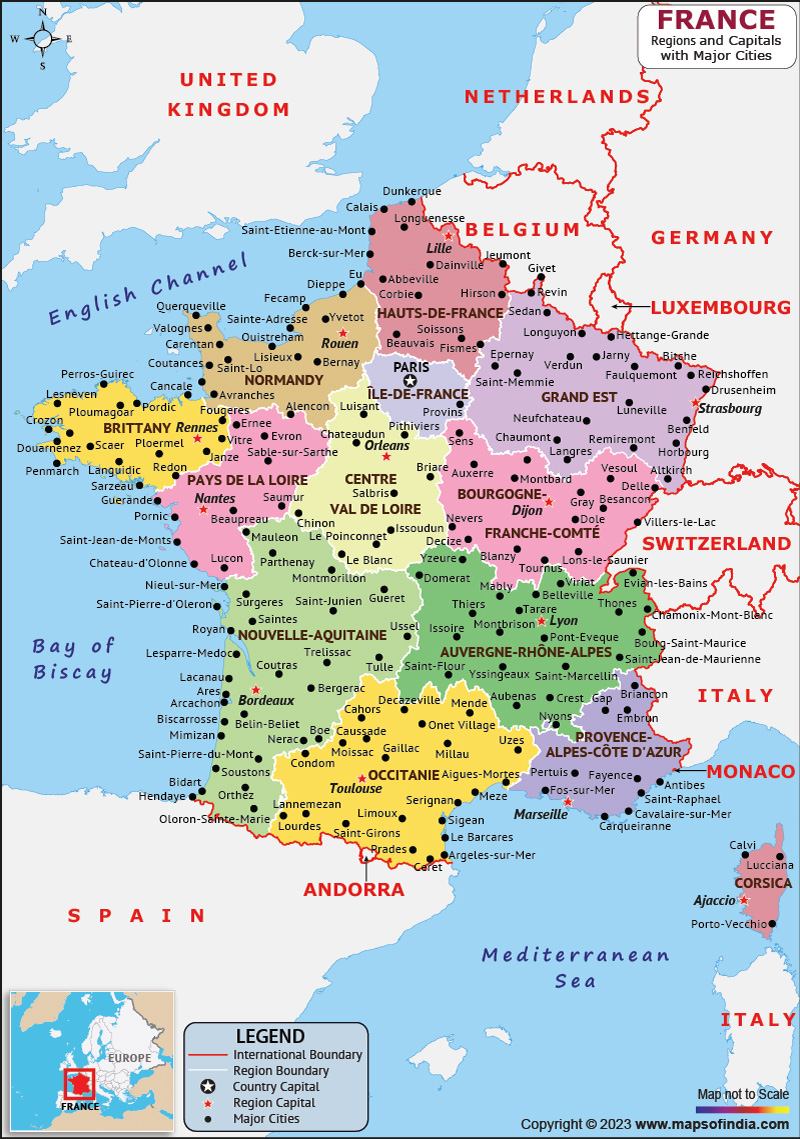 FRANCE
Regions and Capitals
with Major Cities
N
W E
S
UNITED
KINGDOM
NETHERLANDS
BELGIUM
GERMANY
LUXEMBOURG
SWITZERLAND
ITALY
MONACO
ANDORRA
SPAIN
ITALY
English Channel
Bay of
Biscay
Mediterranean
Sea
Dunkerque
Calais
Longuenesse
Saint-Etienne-au-Mont
Lille
Berck-sur-Mer
Dainville
Jeumont
Givet
Eu
Abbeville
Dieppe
Corbie
Hirson
Revin
Querqueville
Fecamp
HAUTS-DE-FRANCE
Sedan
Valognes
Sainte-Adresse
Yvetot
Soissons
Longuyon
Hettange-Grande
Carentan
Ouistreham
Rouen
Beauvais
Fismes
Epernay
Jarny
Bitche
Coutances
Saint-Lo
Lisieux
Bernay
PARIS
Verdun
Faulquemont
Reichshoffen
Perros-Guirec
NORMANDY
Saint-Memmie
Drusenheim
Cancale
Avranches
ÎLE-DE-FRANCE
GRAND EST
Lesneven
Ploumagoar
Pordic
Fougeres
Alencon
Luisant
Provins
Neufchateau
Luneville
Strasbourg
Crozon
BRITTANY
Rennes
Ernee
Pithiviers
Benfeld
Douarnenez
Scaer
Ploermel
Vitre
Evron
Chateaudun
Orleans
Sens
Chaumont
Remiremont
Horbourg
Penmarch
Languidic
Janze
Sable-sur-Sarthe
Langres
Redon
Briare
Auxerre
Vesoul
Altkirch
Sarzeau
PAYS DE LA LOIRE
CENTRE
Montbard
Delle
Guerande
Nantes
Saumur
Salbris
BOURGOGNE-
Gray
Besancon
Pornic
Beaupreau
Chinon
VAL DE LOIRE
Dijon
Dole
Villers-le-Lac
Saint-Jean-de-Monts
Mauleon
Le Poinconnet
Issoudun
Nevers
FRANCHE-COMTÉ
Decize
Chateau-d'Olonne
Lucon
Parthenay
Le Blanc
Yzeure
Blanzy
Tournus
Lons-le-Saunier
Nieul-sur-Mer
Montmorillon
Domerat
Mably
Viriat
Evian-les-Bains
Saint-Pierre-d'Oleron
Surgeres
Saint-Junien
Gueret
Belleville
Thiers
Tarare
Thones
Chamonix-Mont-Blanc
Royan
Saintes
Ussel
Issoire
Montbrison
Lyon
NOUVELLE-AQUITAINE
Pont-Eveque
Bourg-Saint-Maurice
Lesparre-Medoc
Trelissac
AUVERGNE-RHÔNE-ALPES
Saint-Jean-de-Maurienne
Coutras
Tulle
Saint-Flour
Yssingeaux
Saint-Marcellin
Lacanau
Ares
Bergerac
Briancon
Arcachon
Bordeaux
Decazeville
Mende
Aubenas
Crest
Gap
Biscarrosse
Belin-Beliet
Cahors
Nyons
Embrun
Mimizan
Boe
Caussade
Onet Village
PROVENCE-
Nerac
Moissac
Gaillac
Millau
Uzes
ALPES-CÔTE D'AZUR
Saint-Pierre-du-Mont
Condom
Soustons
OCCITANIE
Aigues-Mortes
Pertuis
Fayence
Bidart
Toulouse
Antibes
Hendaye
Orthez
Fos-sur-Mer
Saint-Raphael
Lannemezan
Limoux
Serignan
Meze
Marseille
Cavalaire-sur-Mer
Oloron-Sainte-Marie
Lourdes
Sigean
Carqueiranne
Saint-Girons
Le Barcares
Prades
Argeles-sur-Mer
Ceret
Calvi
Lucciana
CORSICA
Ajaccio
Porto-Vecchio
EUROPE
FRANCE
LEGEND
International Boundary
Region Boundary
Country Capital
Region Capital
Major Cities
Map not to Scale
Copyright © 2023 www.mapsofindia.com